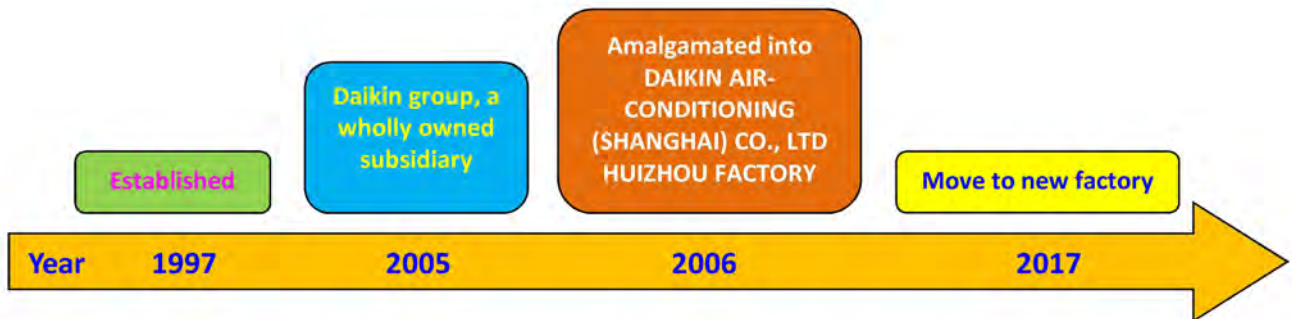 Established
Daikin group, a
wholly owned
subsidiary
Amalgamated into
DAIKIN AIR-
CONDITIONING
(SHANGHAI) CO., LTD
HUIZHOU FACTORY
Move to new factory
Year 1997 2005 2006 2017